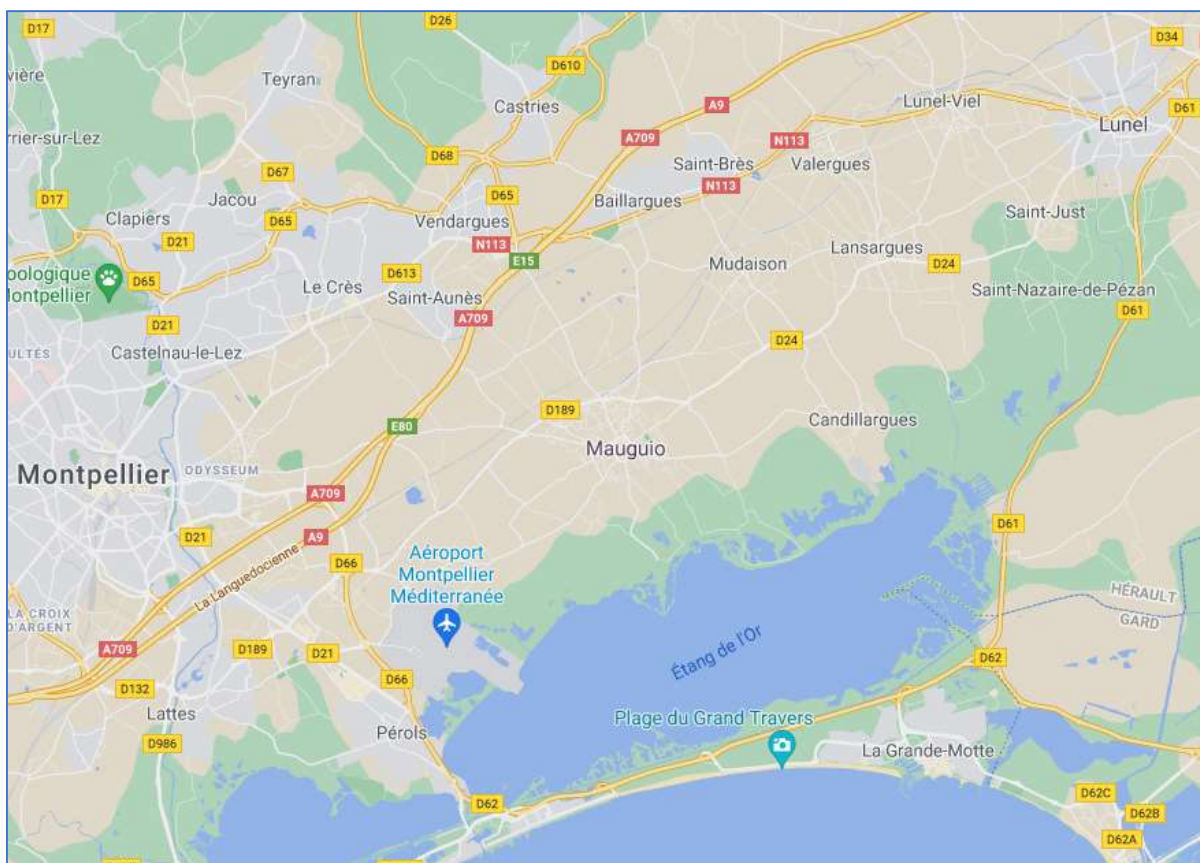 D17
D26
D34
D610
vière
Teyran
Castries
A9
Lunel-Viel
D61
A709
Lunel
rrier-sur-Lez
N113
D68
Saint-Brès
Valergues
D67
N113
D17
Jacou
D65
Baillargues
Clapiers
D65
Vendargues
Saint-Just
D21
N113
Lansargues
E15
Mudaison
D24
oologique
Montpellier
D65
Le Crès
D613
Saint-Aunès
Saint-Nazaire-de-Pézan
D61
D21
A709
ULTÉS
Castelnau-le-Lez
D24
D189
Candillargues
E80
Mauguio
Montpellier
ODYSSEUM
A709
D21
A9
D61
La Languedocienne
D66
Aéroport
Montpellier
Méditerranée
HÉRAULT
GARD
LA CROIX
D'ARGENT
A709
D189
D21
Étang de l'Or
D62
D132
D66
Lattes
Plage du Grand Travers
Pérols
D986
La Grande-Motte
D62
D62C
D62B
D62A